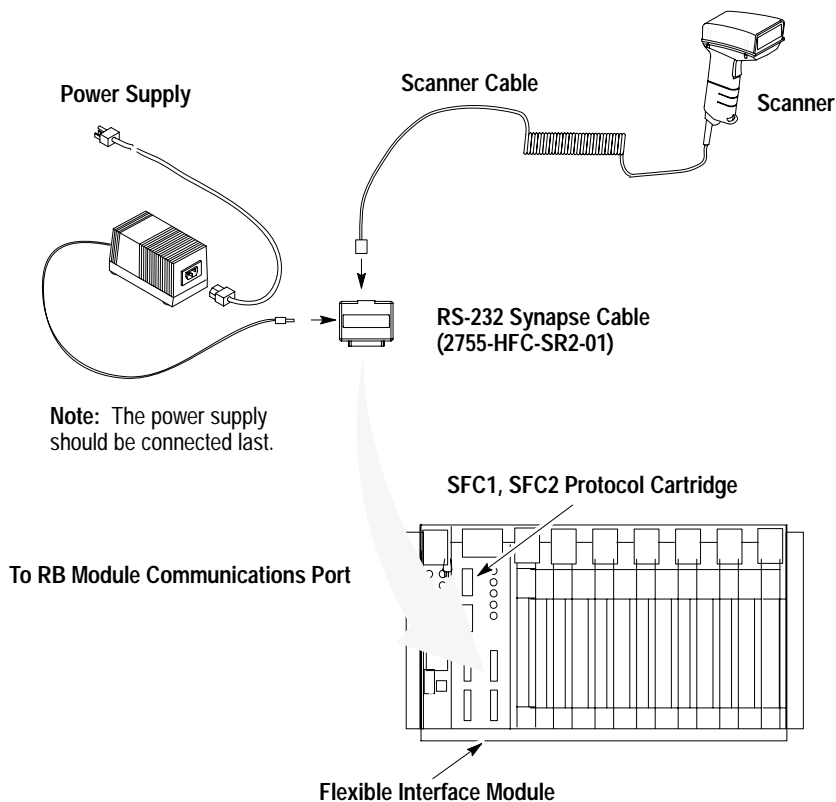 Power Supply
Scanner Cable
Scanner
RS-232 Synapse Cable
(2755-HFC-SR2-01)
Note: The power supply
should be connected last.
SFC1, SFC2 Protocol Cartridge
To RB Module Communications Port
Flexible Interface Module